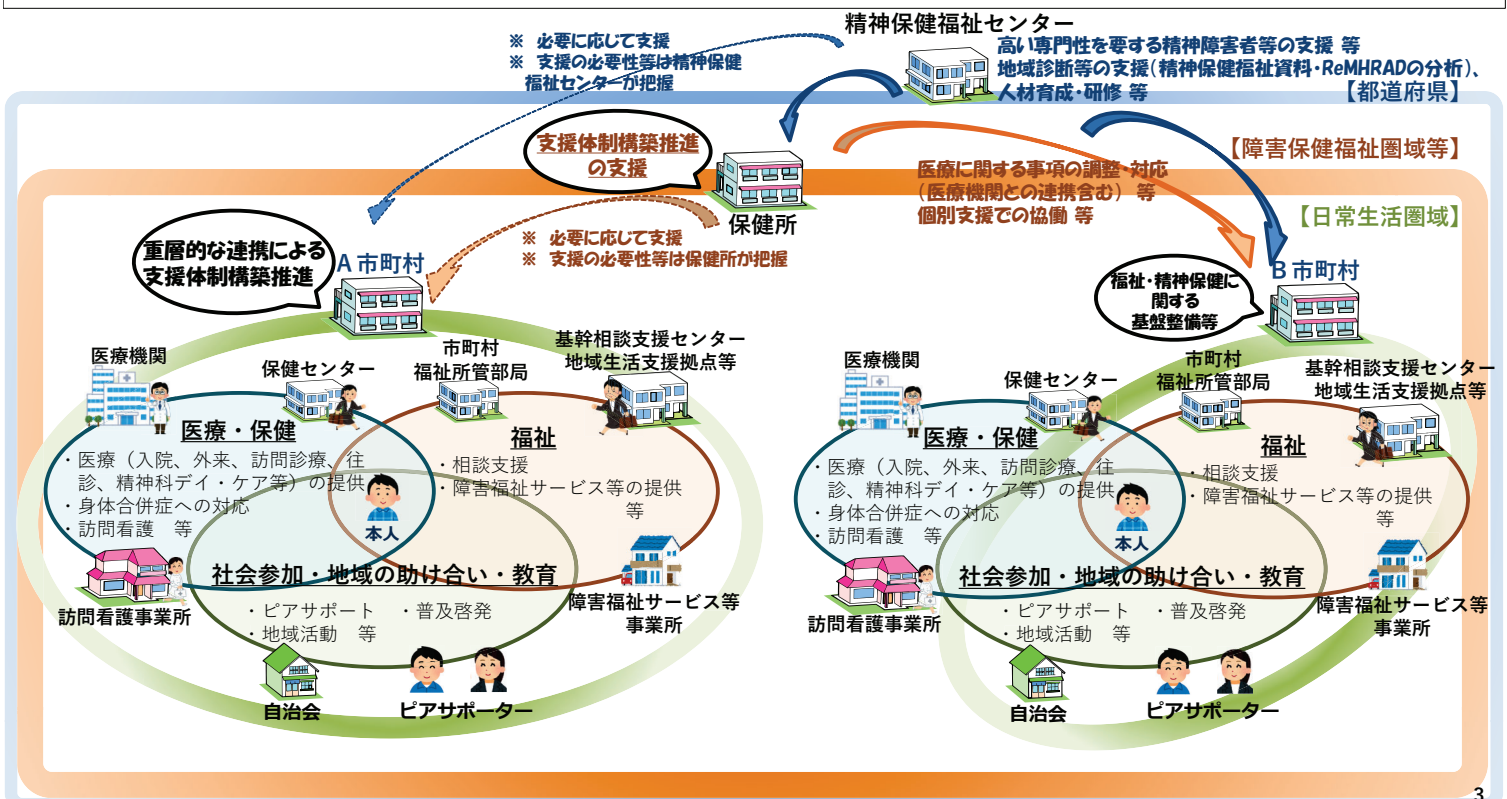 精神保健福祉センター
※ 必要に応じて支援
※ 支援の必要性等は精神保健
福祉センターが把握
高い専門性を要する精神障害者等の支援 等
地域診断等の支援(精神保健福祉資料・ReMHRADの分析)、
人材育成・研修 等
【都道府県】
支援体制構築推進
の支援
保健所
【障害保健福祉圏域等】
医療に関する事項の調整・対応
(医療機関との連携含む) 等
個別支援での協働 等
【日常生活圏域】
※ 必要に応じて支援
※ 支援の必要性等は保健所が把握
重層的な連携による
支援体制構築推進
A市町村
福祉・精神保健に
関する
基盤整備等
B市町村
医療機関
保健センター
市町村
福祉所管部局
基幹相談支援センター
地域生活支援拠点等
医療・保健
・医療(入院、外来、訪問診療、往
診、精神科デイ・ケア等)の提供
・身体合併症への対応
・訪問看護 等
福祉
・相談支援
・障害福祉サービス等の提供
等
本人
社会参加・地域の助け合い・教育
・ピアサポート ・普及啓発
・地域活動 等
訪問看護事業所
障害福祉サービス等
事業所
自治会
ピアサポーター
医療機関
保健センター
市町村
福祉所管部局
基幹相談支援センター
地域生活支援拠点等
医療・保健
・医療(入院、外来、訪問診療、往
診、精神科デイ・ケア等)の提供
・身体合併症への対応
・訪問看護 等
福祉
・相談支援
・障害福祉サービス等の提供
等
本人
社会参加・地域の助け合い・教育
・ピアサポート ・普及啓発
・地域活動 等
訪問看護事業所
障害福祉サービス等
事業所
自治会
ピアサポーター
3